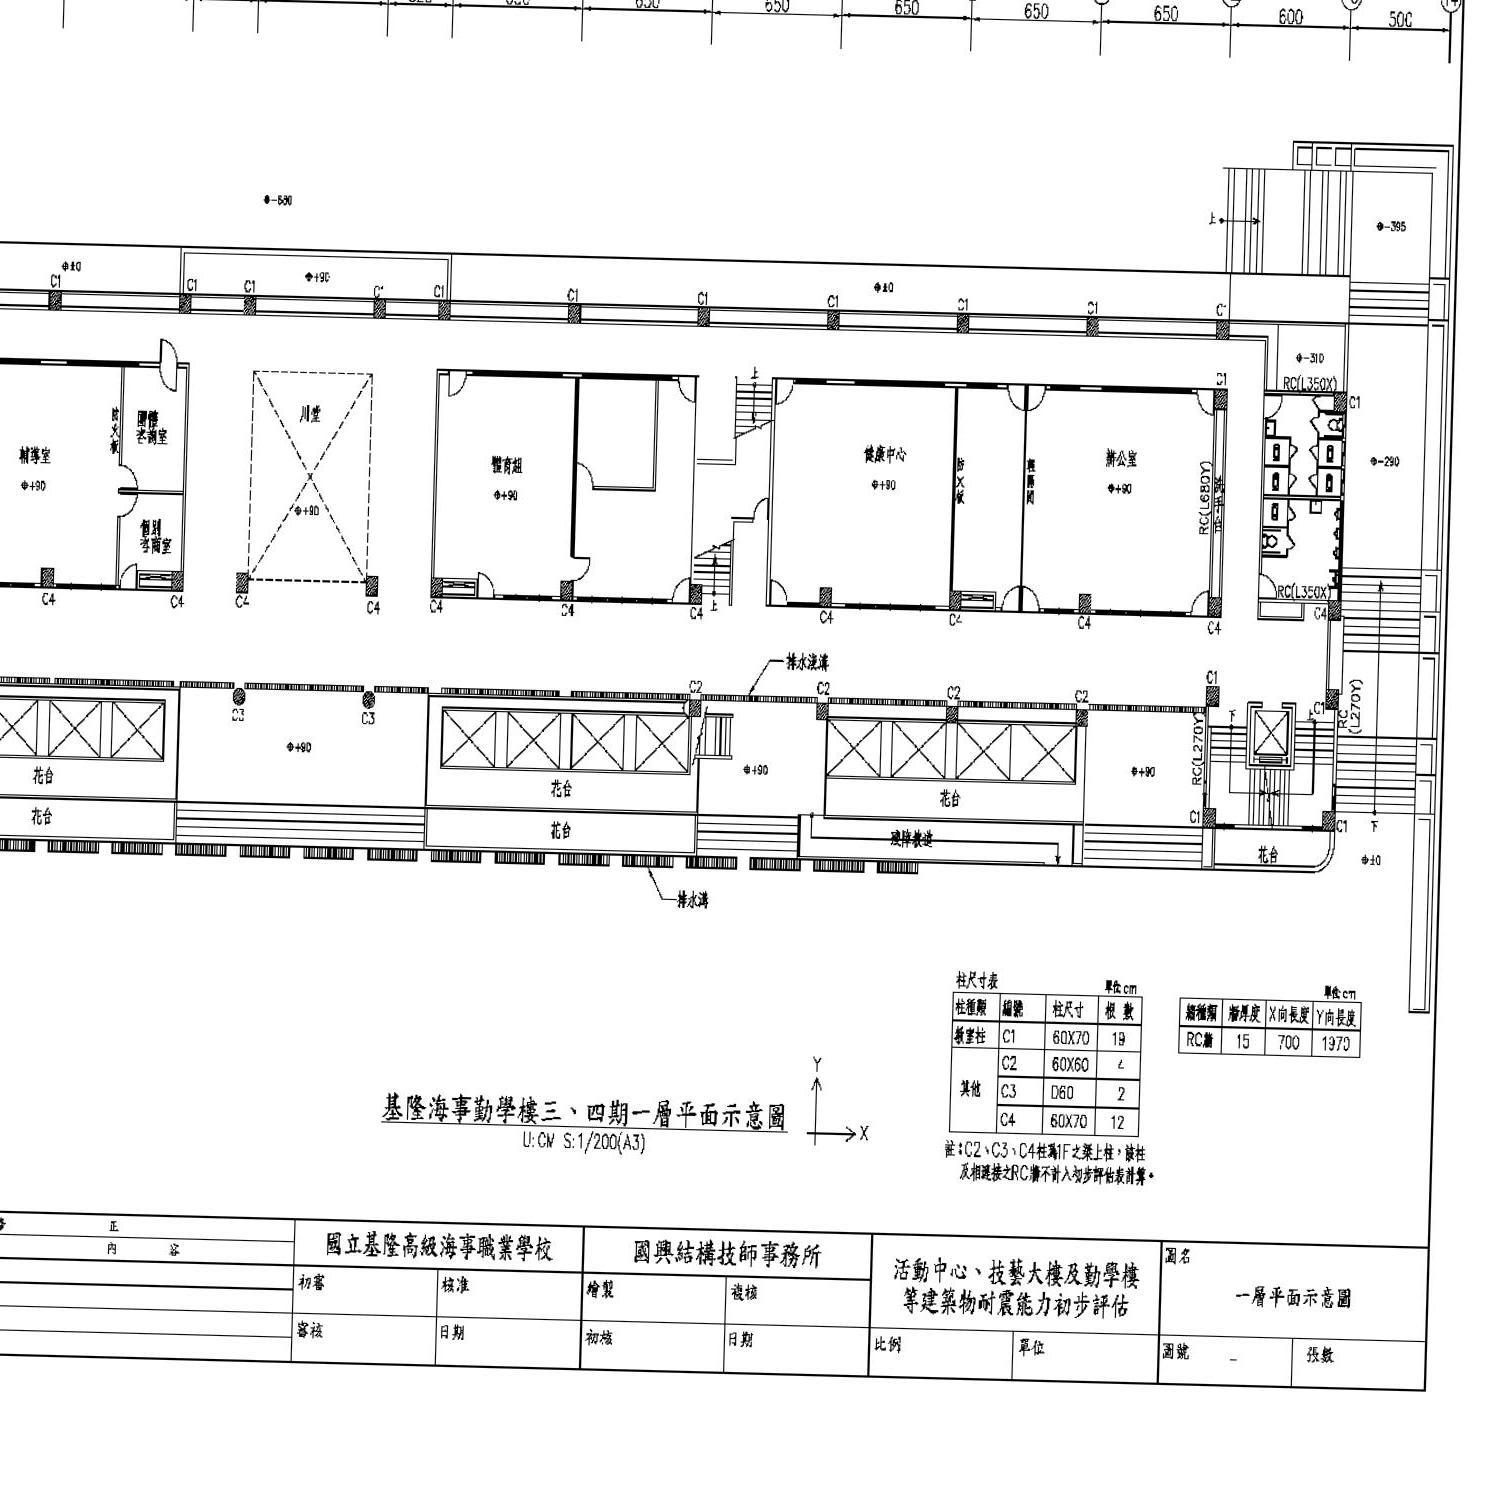 650
650
650
650
650
600
500
⊕-680
⊕-395
上
⊕±0
⊕+90
⊕±0
C1
C1
C1
C1
C1
C1
C1
C1
C1
⊕-310
RC(L350X)
C1
上
川堂
防火板
團體
諮詢室
輔導室
⊕+90
⊕+90
個別
諮商室
體育組
⊕+90
健康中心
⊕+90
防火板
輕隔間
辦公室
⊕+90
RC(L680Y)
洗手台
⊕-290
RC(L350X)
上
C4
C4
C4
C4
C4
C4
C4
C4
C4
C4
C4
C4
排水淺溝
C3
C3
C2
C2
C2
C2
C1
C1
RC
(L270Y)
RC(L270Y)
下
上
⊕+90
⊕+90
⊕+90
花台
花台
花台
花台
花台
C1
C1
下
殘障坡道
花台
⊕±0
排水溝
柱尺寸表
單位:cm
柱種類 編號 柱尺寸 根 數
教室柱 C1 60X70 19
C2 60X60
其他 C3 D60 2
C4 60X70 12
單位:cm
牆種類 牆厚度 X向長度 Y向長度
RC牆 15 700 1970
註:C2、C3、C4柱為1F之梁上柱,該柱
及相連接之RC牆不計入初步評估表計算。
Y
X
基隆海事勤學樓三、四期一層平面示意圖
U:CM S:1/200(A3)
正
內 容
國立基隆高級海事職業學校
初審
核准
審核
日期
國興結構技師事務所
繪製
複核
初核
日期
活動中心、技藝大樓及勤學樓
等建築物耐震能力初步評估
比例
單位
圖名
一層平面示意圖
圖號 –
張數